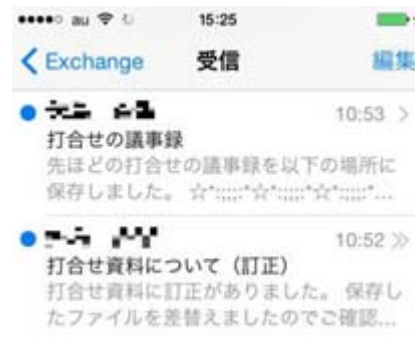 au 15:25
Exchange 受信 編集
10:53
打合せの議事録
先ほどの打合せの議事録を以下の場所に
保存しました。 ☆*:;;;:*☆*:;;;:*☆*:;;;:*...
10:52
打合せ資料について（訂正）
打合せ資料に訂正がありました。 保存し
たファイルを差替えましたのでご確認...